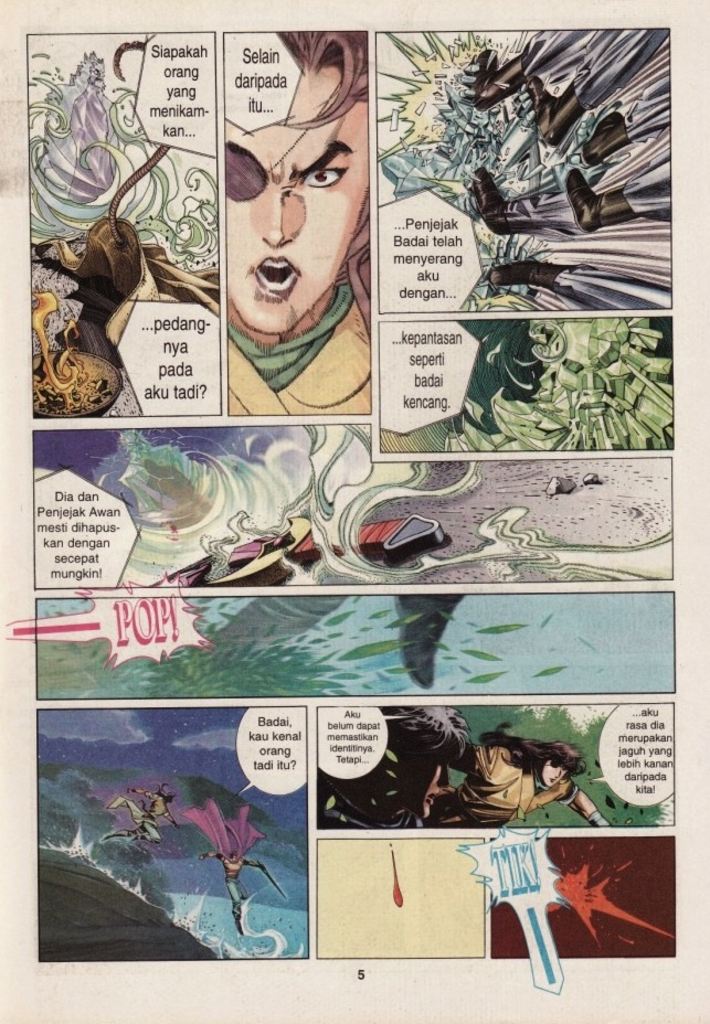 Siapakah
orang
yang
menikam-
kan...
...pedang-
nya
pada
aku tadi?
Selain
daripada
itu...
...Penjejak
Badai telah
menyerang
aku
dengan...
...kepantasan
seperti
badai
kencang.
Dia dan
Penjejak Awan
mesti dihapus-
kan dengan
secepat
mungkin!
POP!
Badai,
kau kenal
orang
tadi itu?
Aku
belum dapat
memastikan
identitinya.
Tetapi...
...aku
rasa dia
merupakan
jaguh yang
lebih kanan
daripada
kita!
TIK!
5